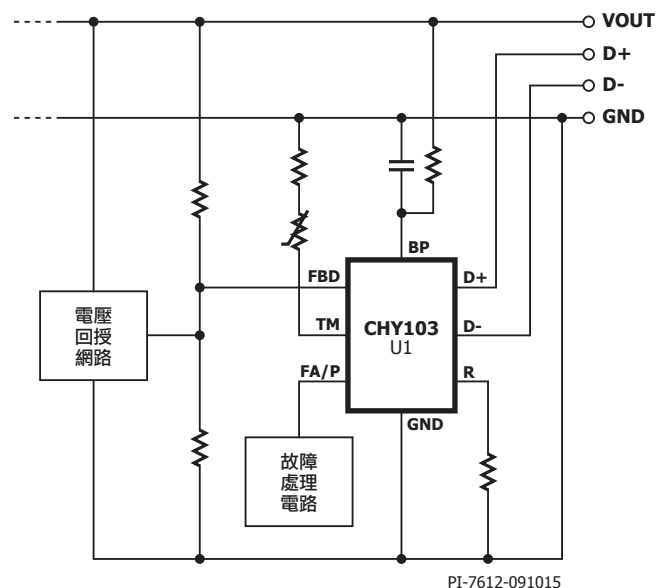 VOUT
D+
D-
GND
BP
FBD
D+
TM
CHY103
U1
D-
FA/P
R
GND
電壓
回授
網路
故障
處理
電路
PI-7612-091015